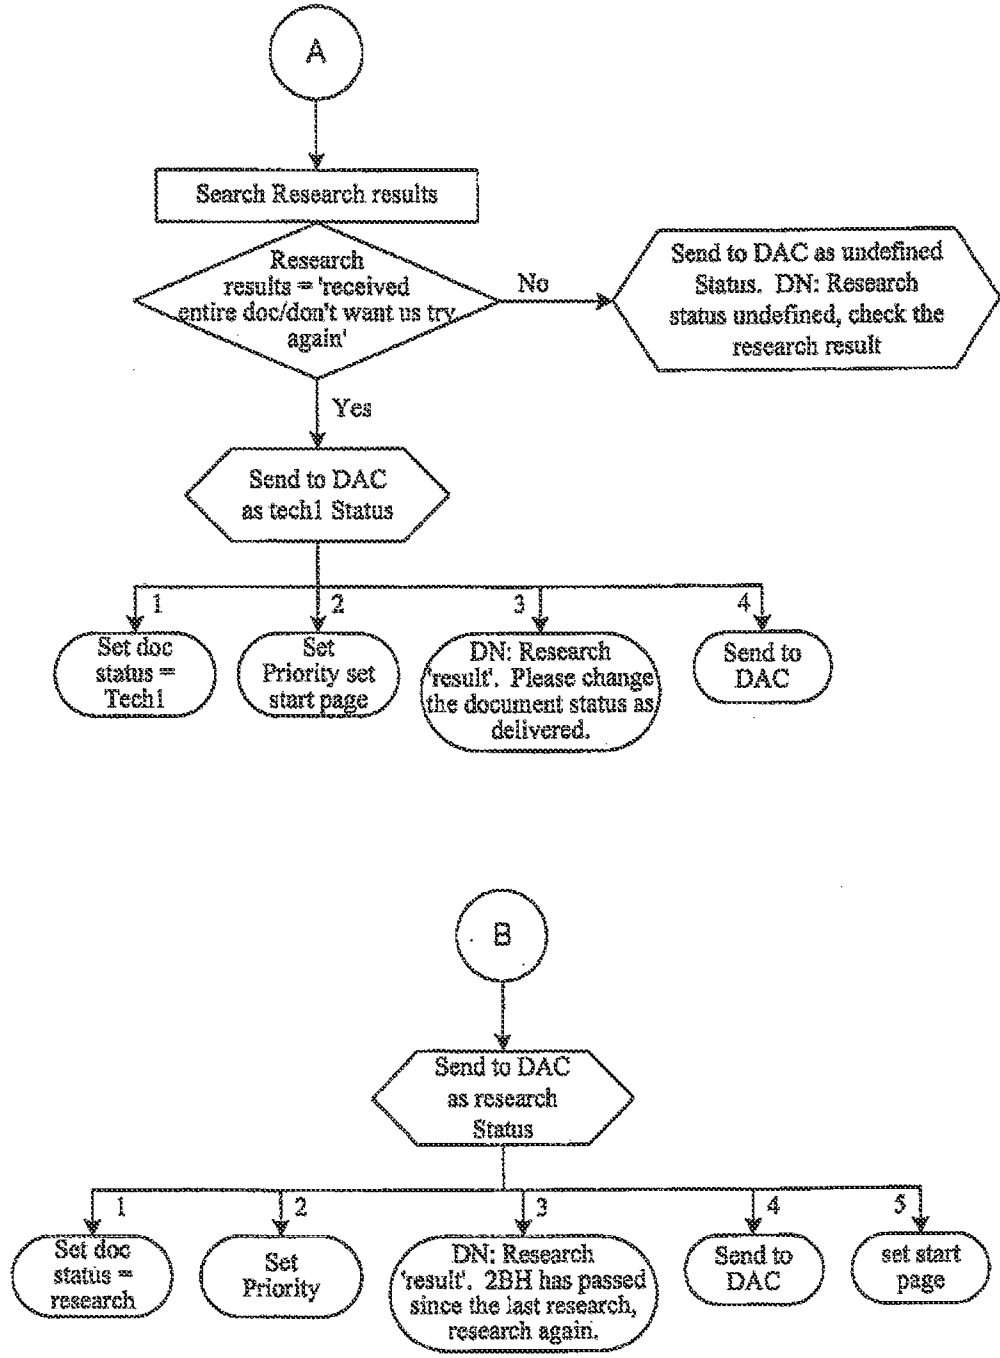 A
Search Research results
Research
results = 'received
entire doc/don't want us try
again'
No
Send to DAC as undefined
Status. DN: Research
status undefined, check the
research result
Yes
Send to DAC
as tech1 Status
1
2
3
4
Set doc
status =
Tech1
Set
Priority set
start page
DN: Research
'result'. Please change
the document status as
delivered.
Send to
DAC
B
Send to DAC
as research
Status
1
2
3
4
5
Set doc
status =
research
Set
Priority
DN: Research
'result'. 2BH has passed
since the last research,
research again.
Send to
DAC
set start
page